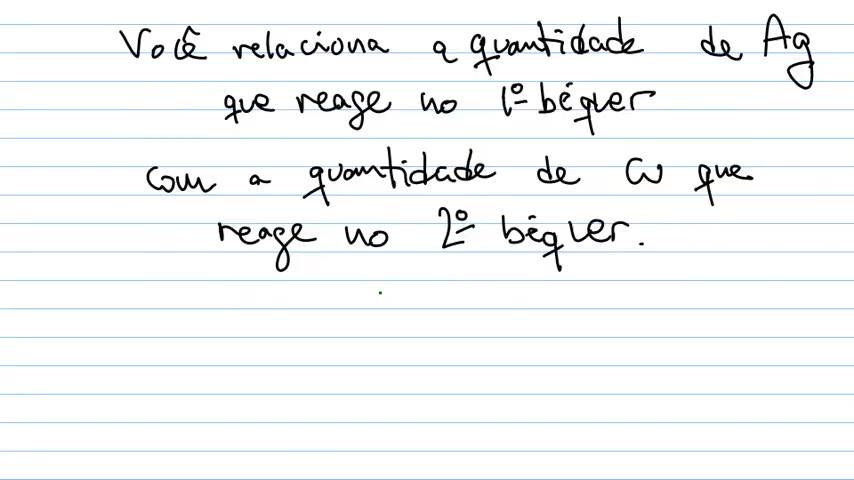 Você relaciona a quantidade de Ag
que reage no 1º béquer
com a quantidade de Cu que
reage no 2º béquer.